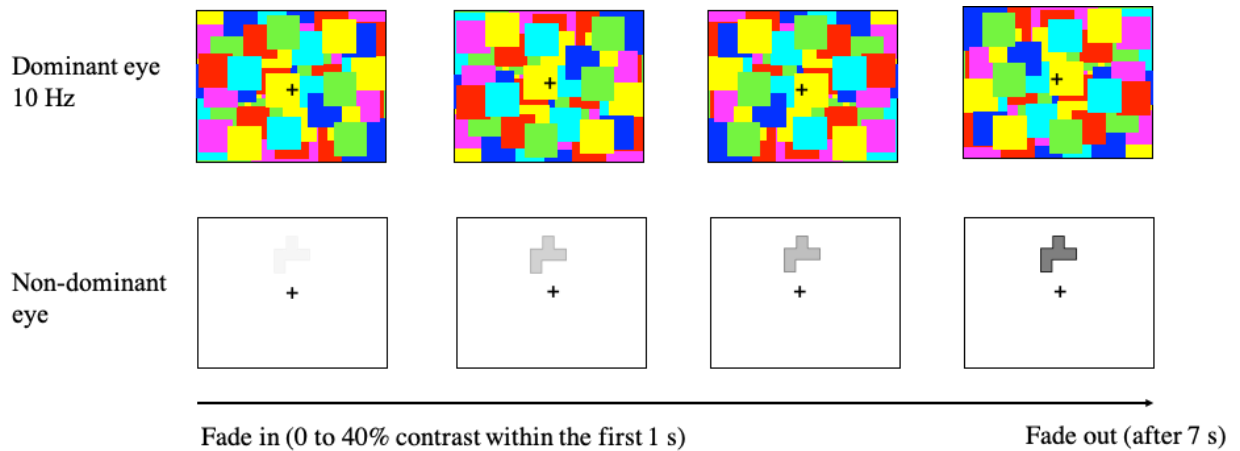 Dominant eye
10 Hz
Non-dominant
eye
Fade in (0 to 40% contrast within the first 1 s)
Fade out (after 7 s)